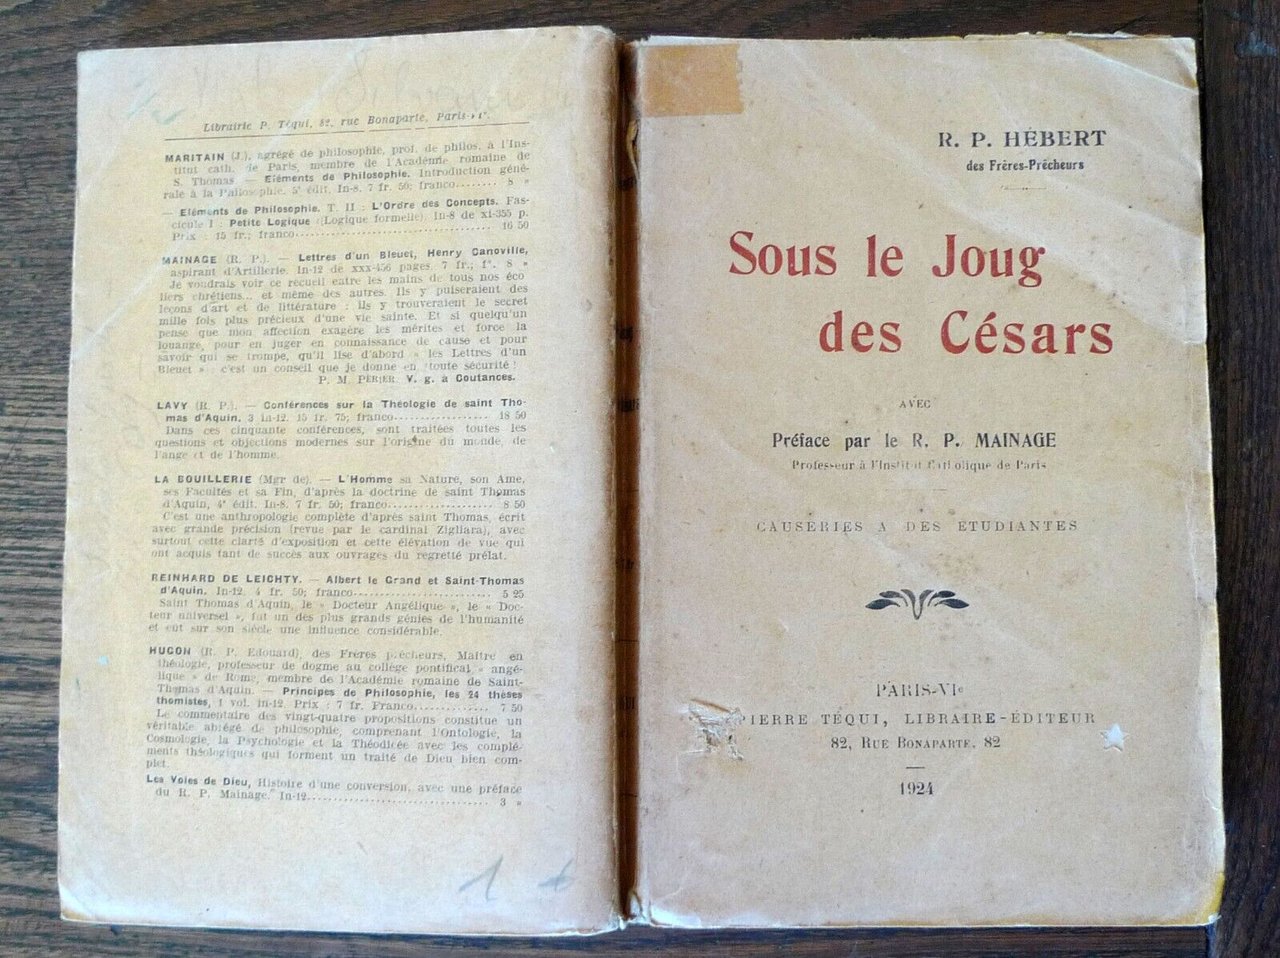 Librairie P. Téqui, 82, rue Bonaparte, Paris-
MARITAIN (J.), agrégé de philosophie, prof. de philos. à l'Ins-
titut cath. de Paris, membre de l'Académie romaine de
S. Thomas — Eléments de Philosophie. Introduction géné-
rale à la Philosophie. 5e édit. In-8. 7 fr. 50; franco........ 8 »
— Eléments de Philosophie. T. II : L'Ordre des Concepts. Fas-
cicule I : Petite Logique (Logique formelle). In-8 de xi-355 p.
Prix : 15 fr.; franco........ 16 50
MAINAGE (R. P.). — Lettres d'un Bleuet, Henry Canoville,
aspirant d'Artillerie. In-12 de xxx-456 pages. 7 fr.; f°. 8 »
Je voudrais voir ce recueil entre les mains de tous nos éco
liers chrétiens... et même des autres. Ils y puiseraient des
leçons d'art et de littérature : ils y trouveraient le secret
mille fois plus précieux d'une vie sainte. Et si quelqu'un
pense que mon affection exagère les mérites et force la
louange, pour en juger en connaissance de cause et pour
savoir qui se trompe, qu'il lise d'abord « les Lettres d'un
Bleuet » : c'est un conseil que je donne en toute sécurité !
P. M. PÉRIER. V. g. à Coutances.
LAVY (R. P.). — Conférences sur la Théologie de saint Tho-
mas d'Aquin. 3 in-12. 15 fr. 75; franco........ 18 50
Dans ces cinquante conférences, sont traitées toutes les
questions et objections modernes sur l'origine du monde, de
l'ange et de l'homme.
LA BOUILLERIE (Mgr de). — L'Homme sa Nature, son Ame,
ses Facultés et sa Fin, d'après la doctrine de saint Thomas
d'Aquin, 4e édit. In-8. 7 fr. 50; franco........ 8 50
C'est une anthropologie complète d'après saint Thomas, écrit
avec grande précision (revue par le cardinal Zigliara), avec
surtout cette clarté d'exposition et cette élévation de vue qui
ont acquis tant de succès aux ouvrages du regretté prélat.
REINHARD DE LEICHTY. — Albert le Grand et Saint-Thomas
d'Aquin. In-12. 4 fr. 50; franco........ 5 25
Saint Thomas d'Aquin, le « Docteur Angélique », le « Doc-
teur universel », fut un des plus grands génies de l'humanité
et eut sur son siècle une influence considérable.
HUGON (R. P. Edouard), des Frères prêcheurs, Maître en
théologie, professeur de dogme au collège pontifical « angé-
lique » de Rome, membre de l'Académie romaine de Saint-
Thomas d'Aquin. — Principes de Philosophie, les 24 thèses
thomistes, 1 vol. In-12. Prix : 7 fr. Franco........ 7 50
Le commentaire des vingt-quatre propositions constitue un
véritable abrégé de philosophie, comprenant l'Ontologie, la
Cosmologie, la Psychologie et la Théodicée avec les complé-
ments théologiques qui forment un traité de Dieu bien com-
plet.
Les Voies de Dieu, Histoire d'une conversion, avec une préface
du R. P. Mainage. In-12........ 3 »
R. P. HÉBERT
des Frères-Prêcheurs
Sous le Joug
des Césars
AVEC
Préface par le R. P. MAINAGE
Professeur à l'Institut Catholique de Paris
CAUSERIES A DES ETUDIANTES
PARIS-VIe
PIERRE TÉQUI, LIBRAIRE-ÉDITEUR
82, RUE BONAPARTE, 82
1924